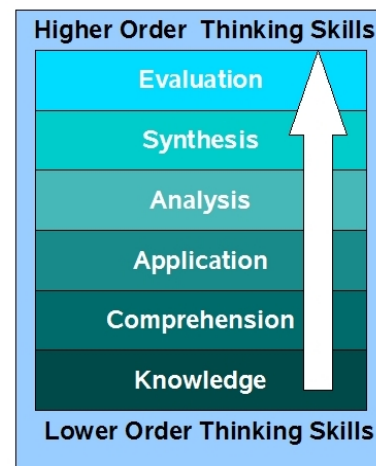 Higher Order Thinking Skills
Evaluation
Synthesis
Analysis
Application
Comprehension
Knowledge
Lower Order Thinking Skills